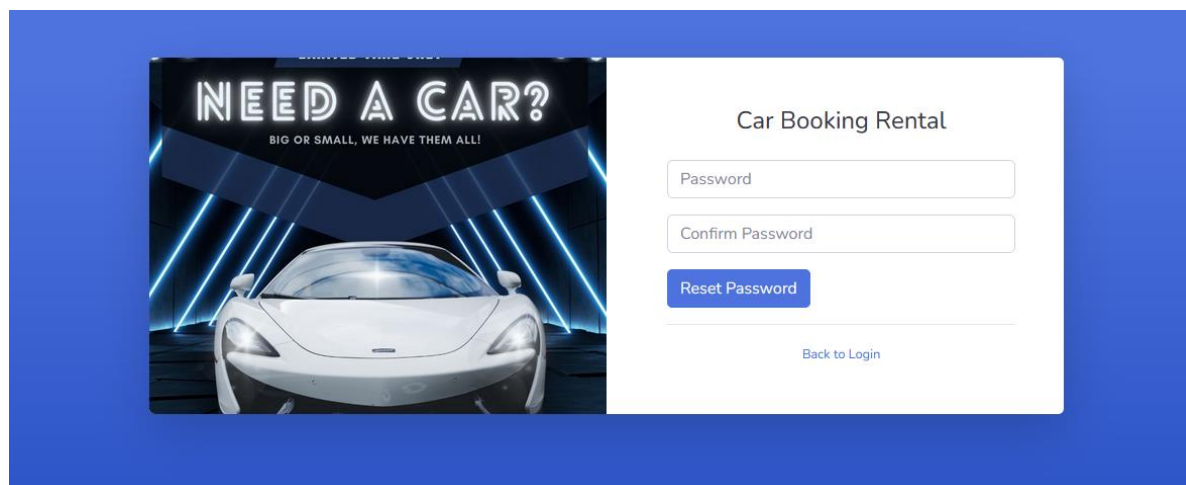 NEED A CAR?
BIG OR SMALL, WE HAVE THEM ALL!
Car Booking Rental
Password
Confirm Password
Reset Password
Back to Login